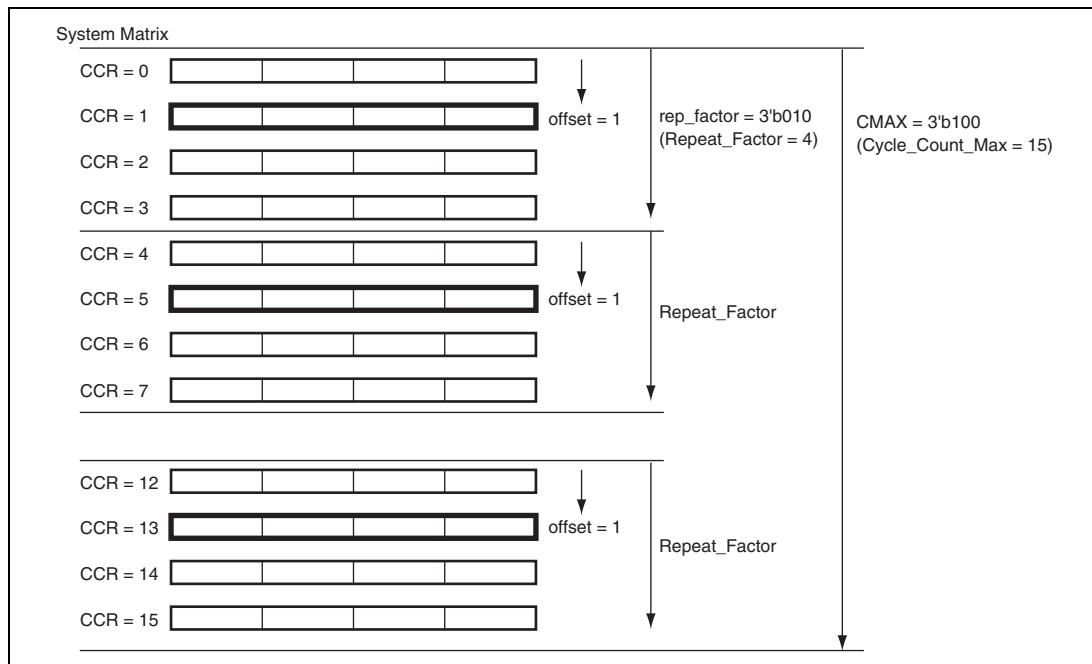 System Matrix
CCR = 0
CCR = 1
offset = 1
rep_factor = 3'b010
(Repeat_Factor = 4)
CMAX = 3'b100
(Cycle_Count_Max = 15)
CCR = 2
CCR = 3
CCR = 4
CCR = 5
offset = 1
Repeat_Factor
CCR = 6
CCR = 7
CCR = 12
CCR = 13
offset = 1
Repeat_Factor
CCR = 14
CCR = 15